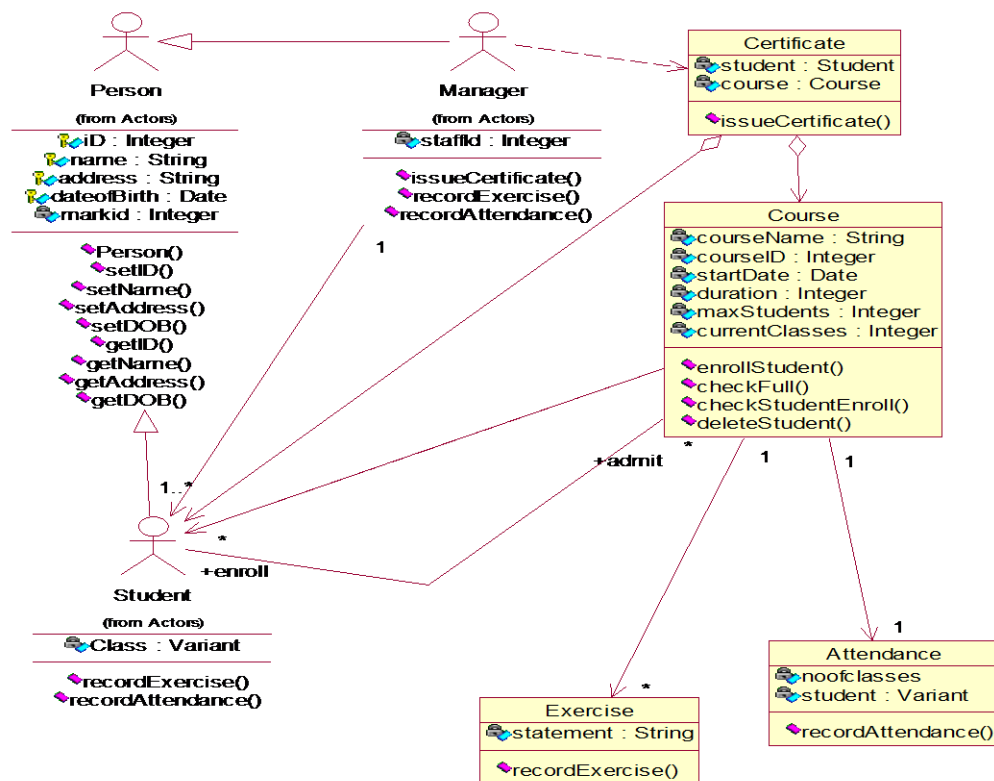 Person
(from Actors)
iD : Integer
name : String
address : String
dateofBirth : Date
markid : Integer
Person()
setID()
setName()
setAddress()
setDOB()
getID()
getName()
getAddress()
getDOB()
Manager
(from Actors)
staffId : Integer
issueCertificate()
recordExercise()
recordAttendance()
1
Certificate
student : Student
course : Course
issueCertificate()
Course
courseName : String
courseID : Integer
startDate : Date
duration : Integer
maxStudents : Integer
currentClasses : Integer
enrollStudent()
checkFull()
checkStudentEnroll()
deleteStudent()
+admit
*
1
1
1..*
*
+enroll
Student
(from Actors)
Class : Variant
recordExercise()
recordAttendance()
*
Exercise
statement : String
recordExercise()
1
Attendance
noofclasses
student : Variant
recordAttendance()